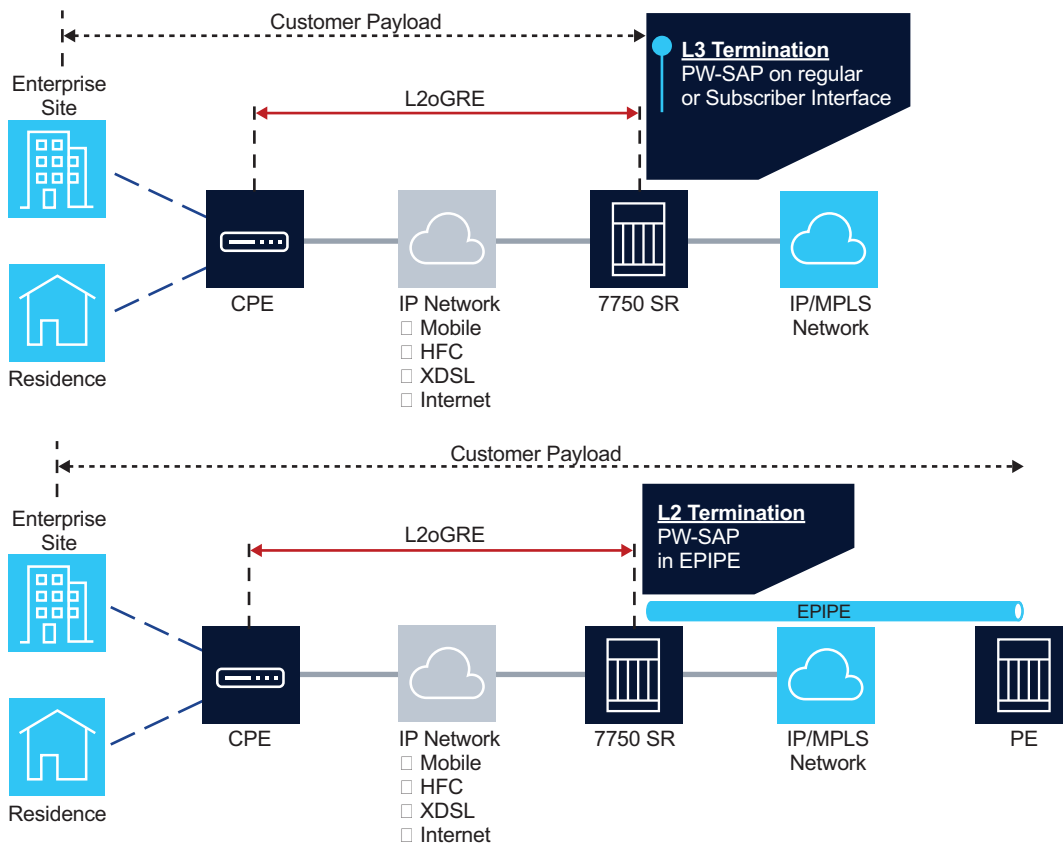 Customer Payload
L3 Termination
PW-SAP on regular
or Subscriber Interface
Enterprise
Site
L2oGRE
CPE
IP Network
Mobile
HFC
XDSL
Internet
7750 SR
IP/MPLS
Network
Residence
Customer Payload
L2 Termination
PW-SAP
in EPIPE
Enterprise
Site
L2oGRE
EPIPE
CPE
IP Network
Mobile
HFC
XDSL
Internet
7750 SR
IP/MPLS
Network
PE
Residence